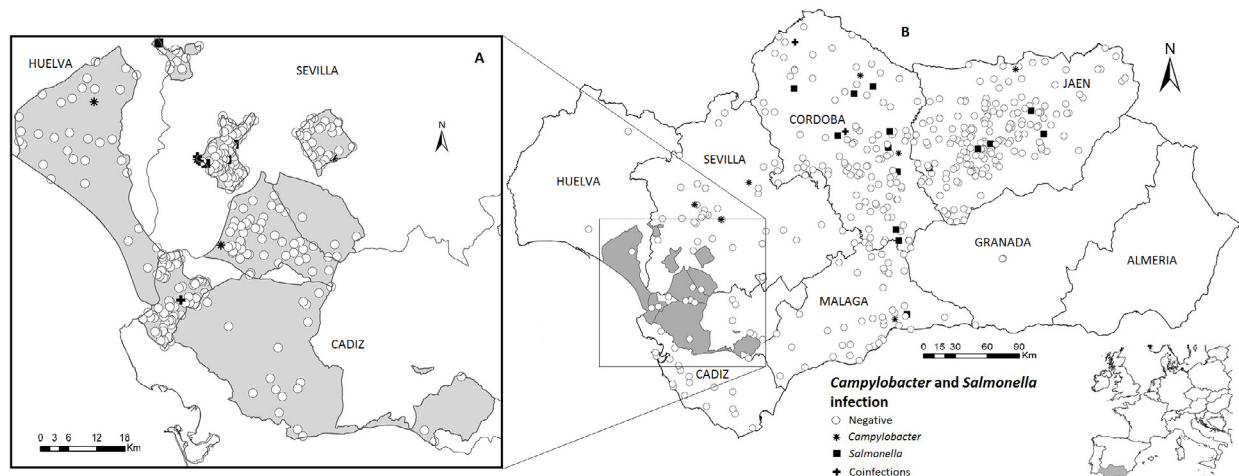 A
HUELVA
SEVILLA
N
CADIZ
0 3 6 12 18
Km
B
N
JAEN
CORDOBA
SEVILLA
HUELVA
GRANADA
ALMERIA
MALAGA
CADIZ
0 15 30 60 90
Km
Campylobacter and Salmonella
infection
Negative
Campylobacter
Salmonella
Coinfections